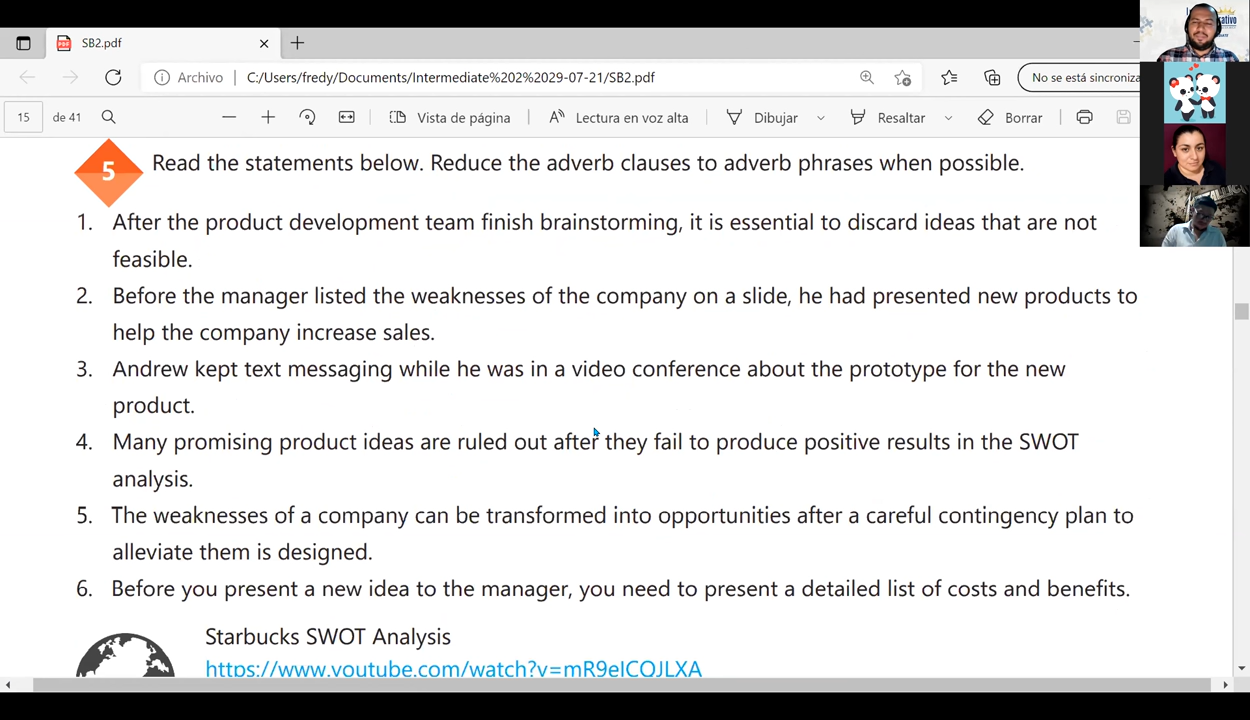 SB2.pdf
Archivo
C:/Users/fredy/Documents/Intermediate%202%2029-07-21/SB2.pdf
No se está sincroniza
15 de 41
Vista de página
Lectura en voz alta
Dibujar
Resaltar
Borrar
5 Read the statements below. Reduce the adverb clauses to adverb phrases when possible.
1. After the product development team finish brainstorming, it is essential to discard ideas that are not
feasible.
2. Before the manager listed the weaknesses of the company on a slide, he had presented new products to
help the company increase sales.
3. Andrew kept text messaging while he was in a video conference about the prototype for the new
product.
4. Many promising product ideas are ruled out after they fail to produce positive results in the SWOT
analysis.
5. The weaknesses of a company can be transformed into opportunities after a careful contingency plan to
alleviate them is designed.
6. Before you present a new idea to the manager, you need to present a detailed list of costs and benefits.
Starbucks SWOT Analysis
https://www.youtube.com/watch?v=mR9eICQJLXA